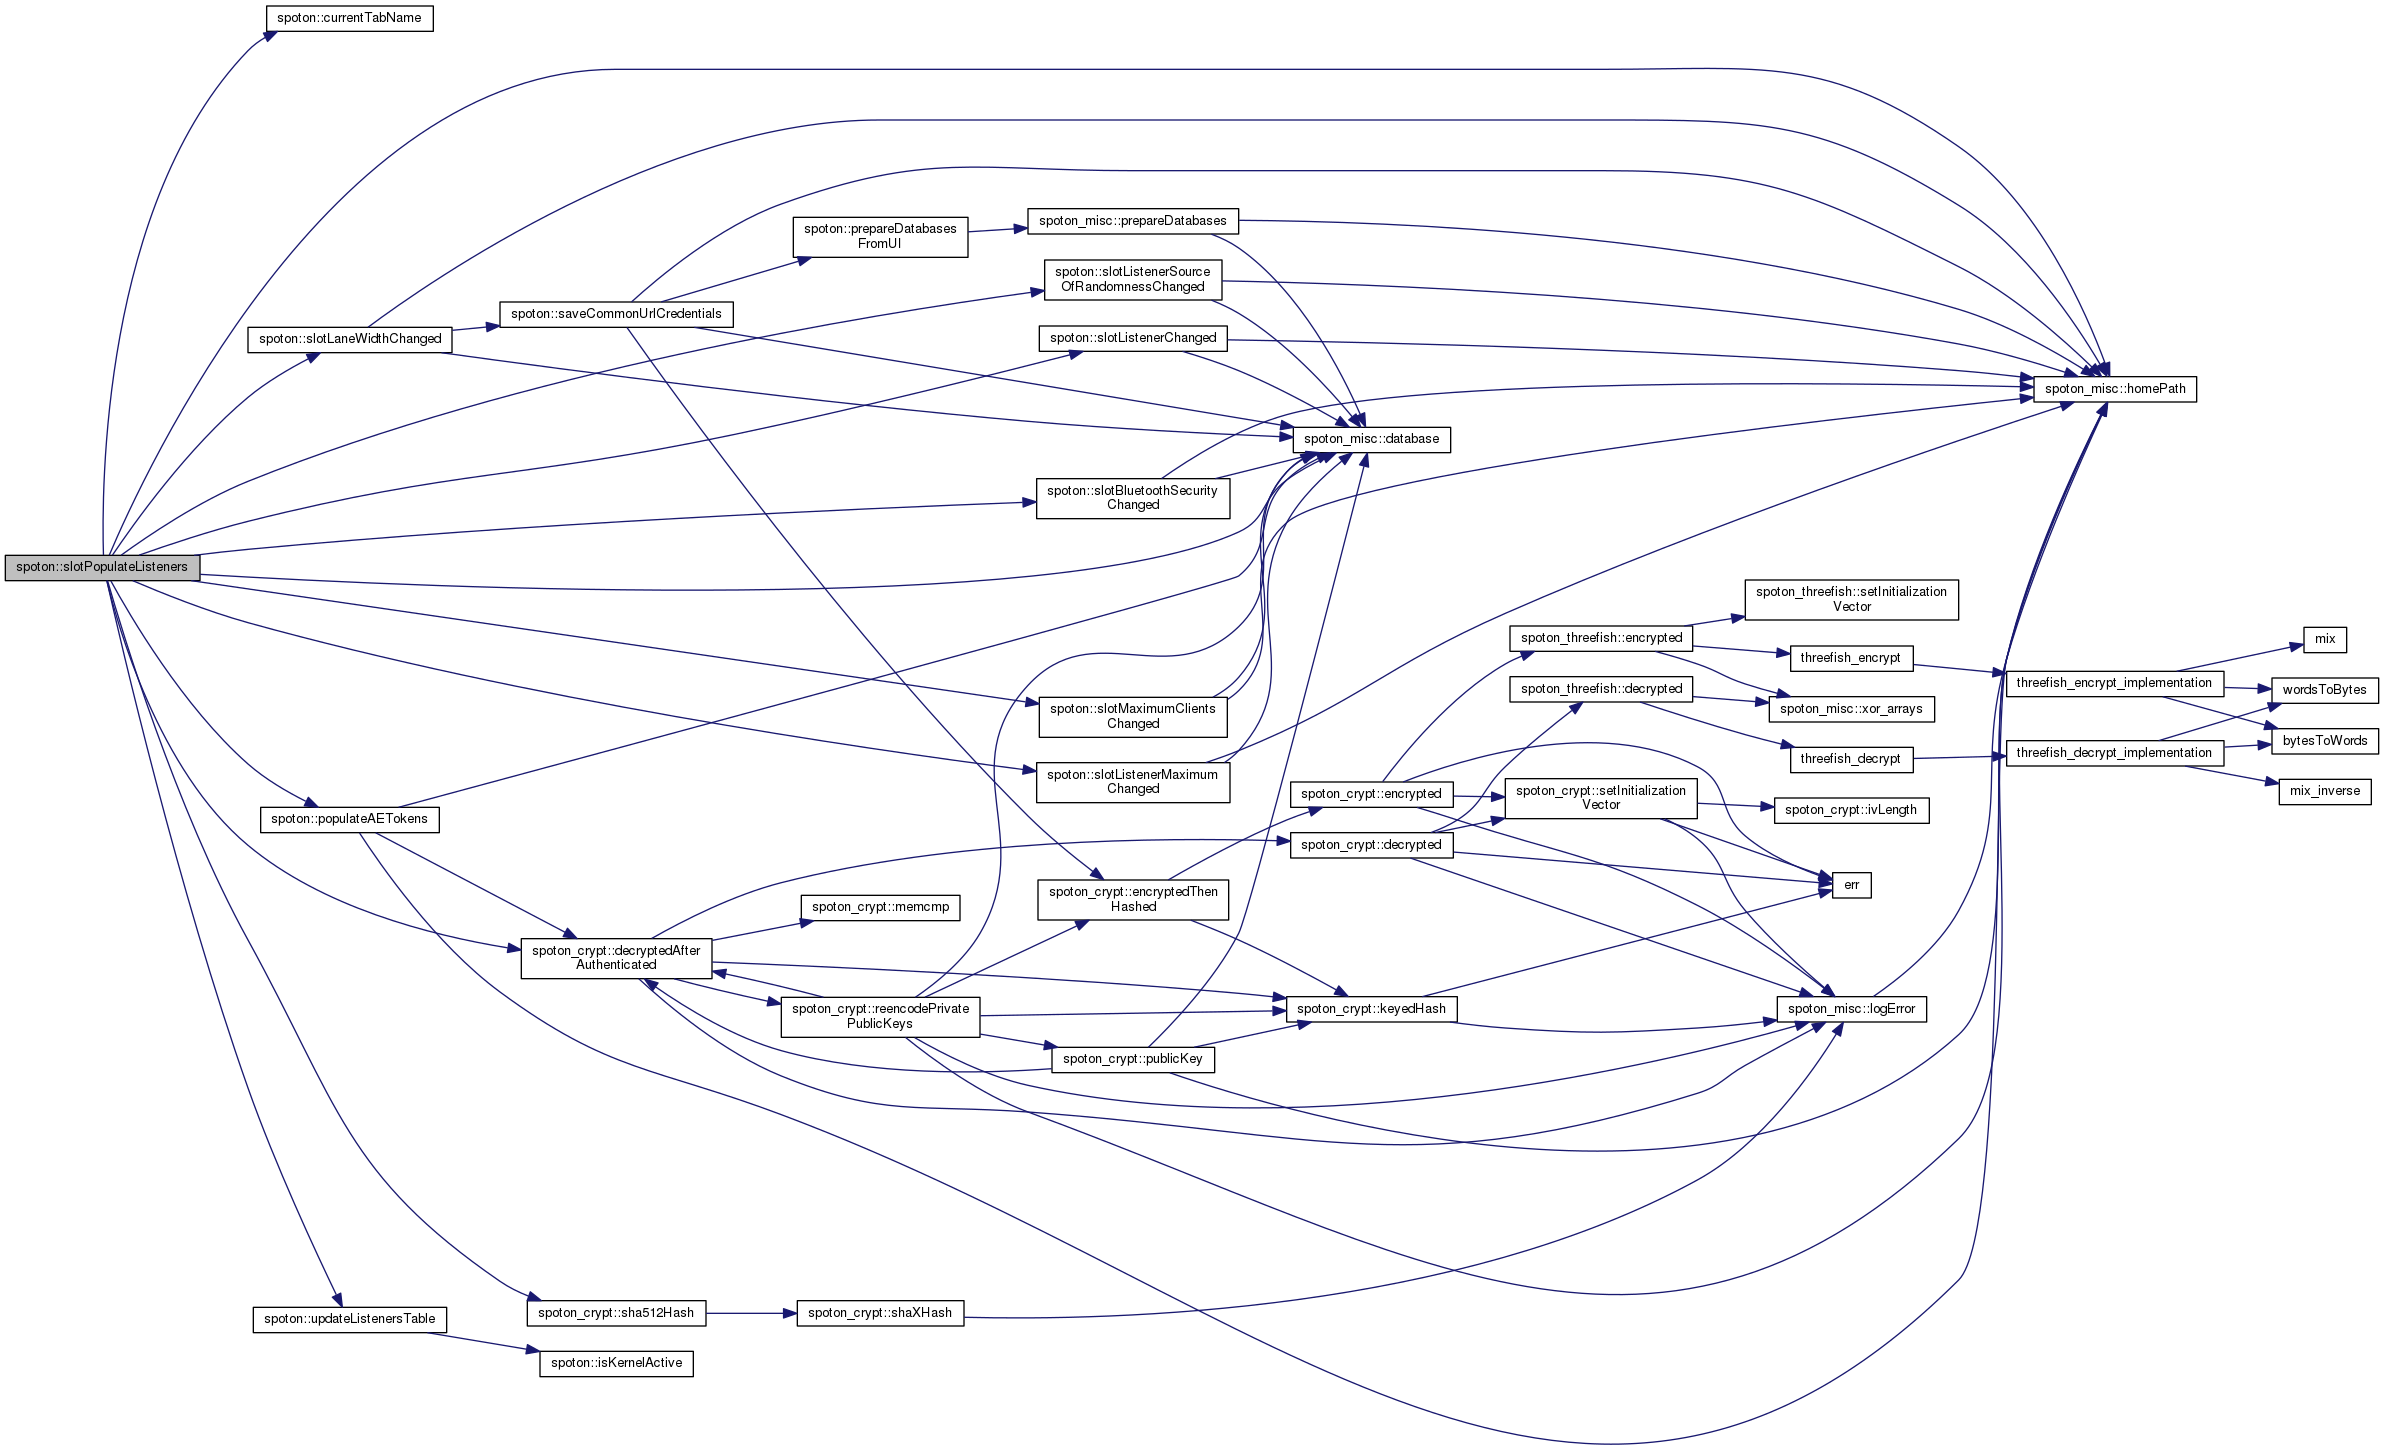 spoton::currentTabName
spoton::prepareDatabases
FromUI
spoton_misc::prepareDatabases
spoton::slotListenerSource
OfRandomnessChanged
spoton::saveCommonUrlCredentials
spoton::slotLaneWidthChanged
spoton::slotListenerChanged
spoton_misc::homePath
spoton_misc::database
spoton::slotBluetoothSecurity
Changed
spoton::slotPopulateListeners
spoton_threefish::setInitialization
Vector
spoton_threefish::encrypted
mix
threefish_encrypt
threefish_encrypt_implementation
wordsToBytes
spoton_threefish::decrypted
spoton_misc::xor_arrays
spoton::slotMaximumClients
Changed
bytesToWords
threefish_decrypt_implementation
threefish_decrypt
spoton::slotListenerMaximum
Changed
mix_inverse
spoton_crypt::encrypted
spoton_crypt::setInitialization
Vector
spoton_crypt::ivLength
spoton::populateAETokens
spoton_crypt::decrypted
err
spoton_crypt::encryptedThen
Hashed
spoton_crypt::memcmp
spoton_crypt::decryptedAfter
Authenticated
spoton_crypt::reencodePrivate
PublicKeys
spoton_crypt::keyedHash
spoton_misc::logError
spoton_crypt::publicKey
spoton_crypt::sha512Hash
spoton_crypt::shaXHash
spoton::updateListenersTable
spoton::isKernelActive